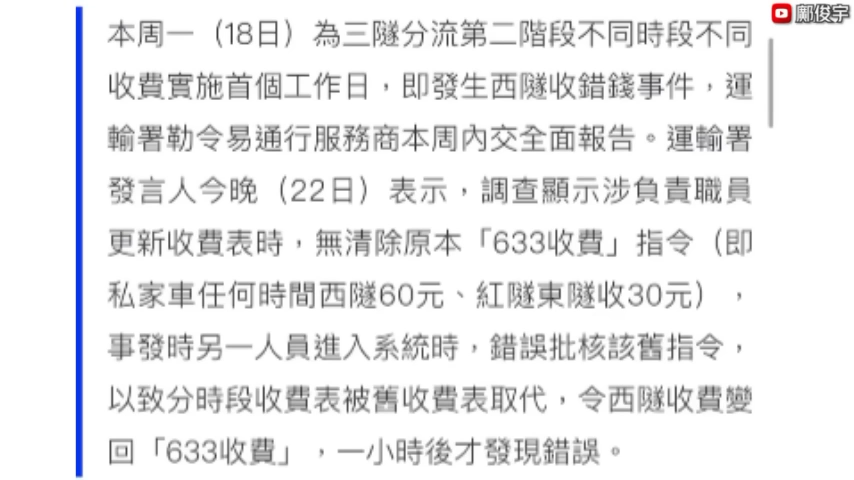 鄺俊宇
本周一（18日）為三隧分流第二階段不同時段不同
收費實施首個工作日，即發生西隧收錯錢事件，運
輸署勒令易通行服務商本周內交全面報告。運輸署
發言人今晚（22日）表示，調查顯示涉負責職員
更新收費表時，無清除原本「633收費」指令（即
私家車任何時間西隧60元、紅隧東隧收30元），
事發時另一人員進入系統時，錯誤批核該舊指令，
以致分時段收費表被舊收費表取代，令西隧收費變
回「633收費」，一小時後才發現錯誤。